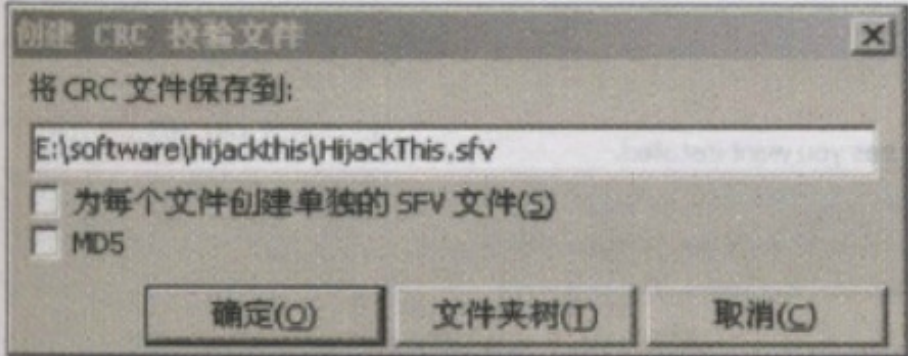 创建 CRC 校验文件
将 CRC 文件保存到:
E:\software\hijackthis\HijackThis.sfv
为每个文件创建单独的 SFV 文件(S)
MD5
确定(O) 文件夹树(T) 取消(C)